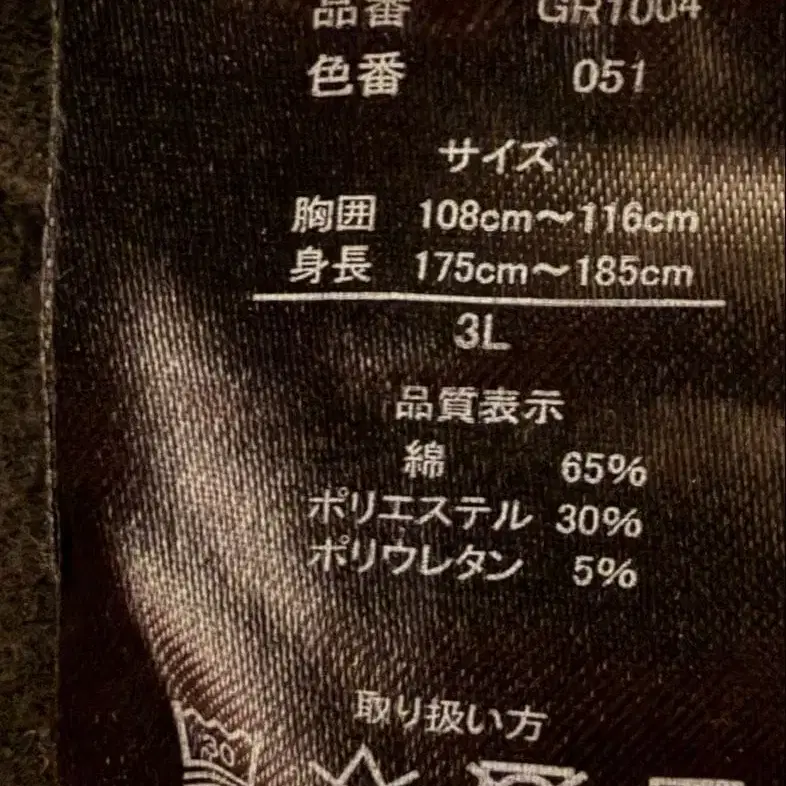 品番 GR1004
色番 051
サイズ
胸囲 108cm～116cm
身長 175cm～185cm
3L
品質表示
綿 65%
ポリエステル 30%
ポリウレタン 5%
取り扱い方
30